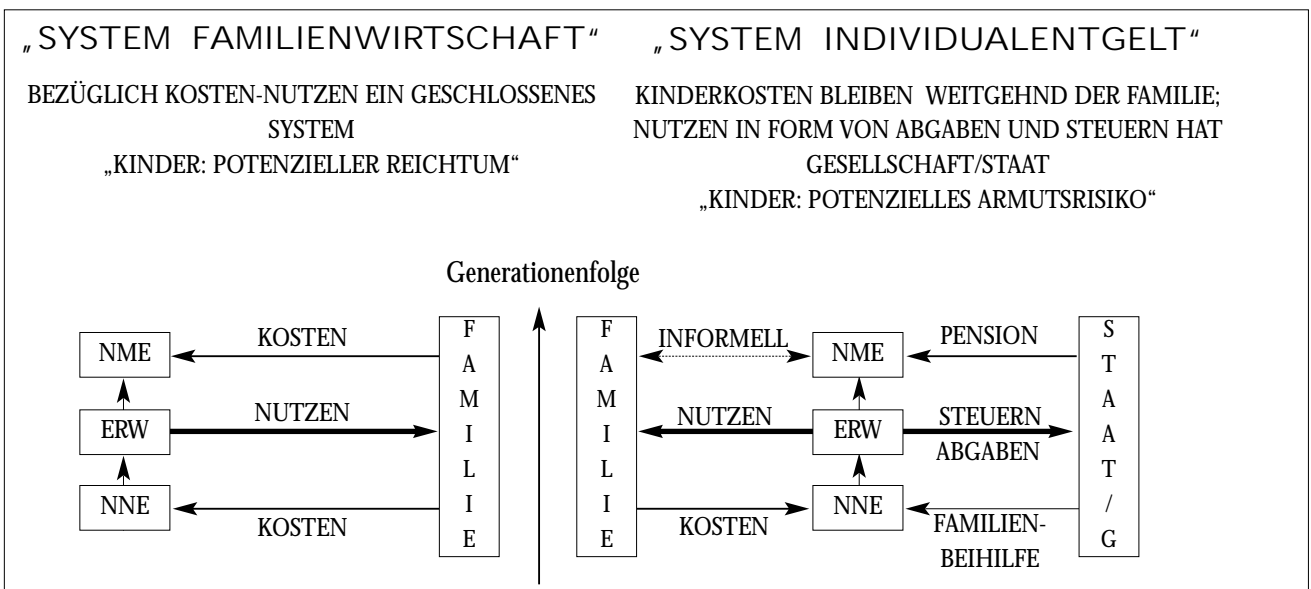 „SYSTEM FAMILIENWIRTSCHAFT“
BEZÜGLICH KOSTEN-NUTZEN EIN GESCHLOSSENES
SYSTEM
„KINDER: POTENZIELLER REICHTUM“
„SYSTEM INDIVIDUALENTGELT“
KINDERKOSTEN BLEIBEN WEITGEHND DER FAMILIE;
NUTZEN IN FORM VON ABGABEN UND STEUERN HAT
GESELLSCHAFT/STAAT
„KINDER: POTENZIELLES ARMUTSRISIKO“
Generationenfolge
NME
KOSTEN
ERW
NUTZEN
NNE
KOSTEN
FAMILIE
FAMILIE
INFORMELL
NME
PENSION
NUTZEN
ERW
STEUERN
ABGABEN
KOSTEN
NNE
FAMILIEN-
BEIHILFE
STAAT/G